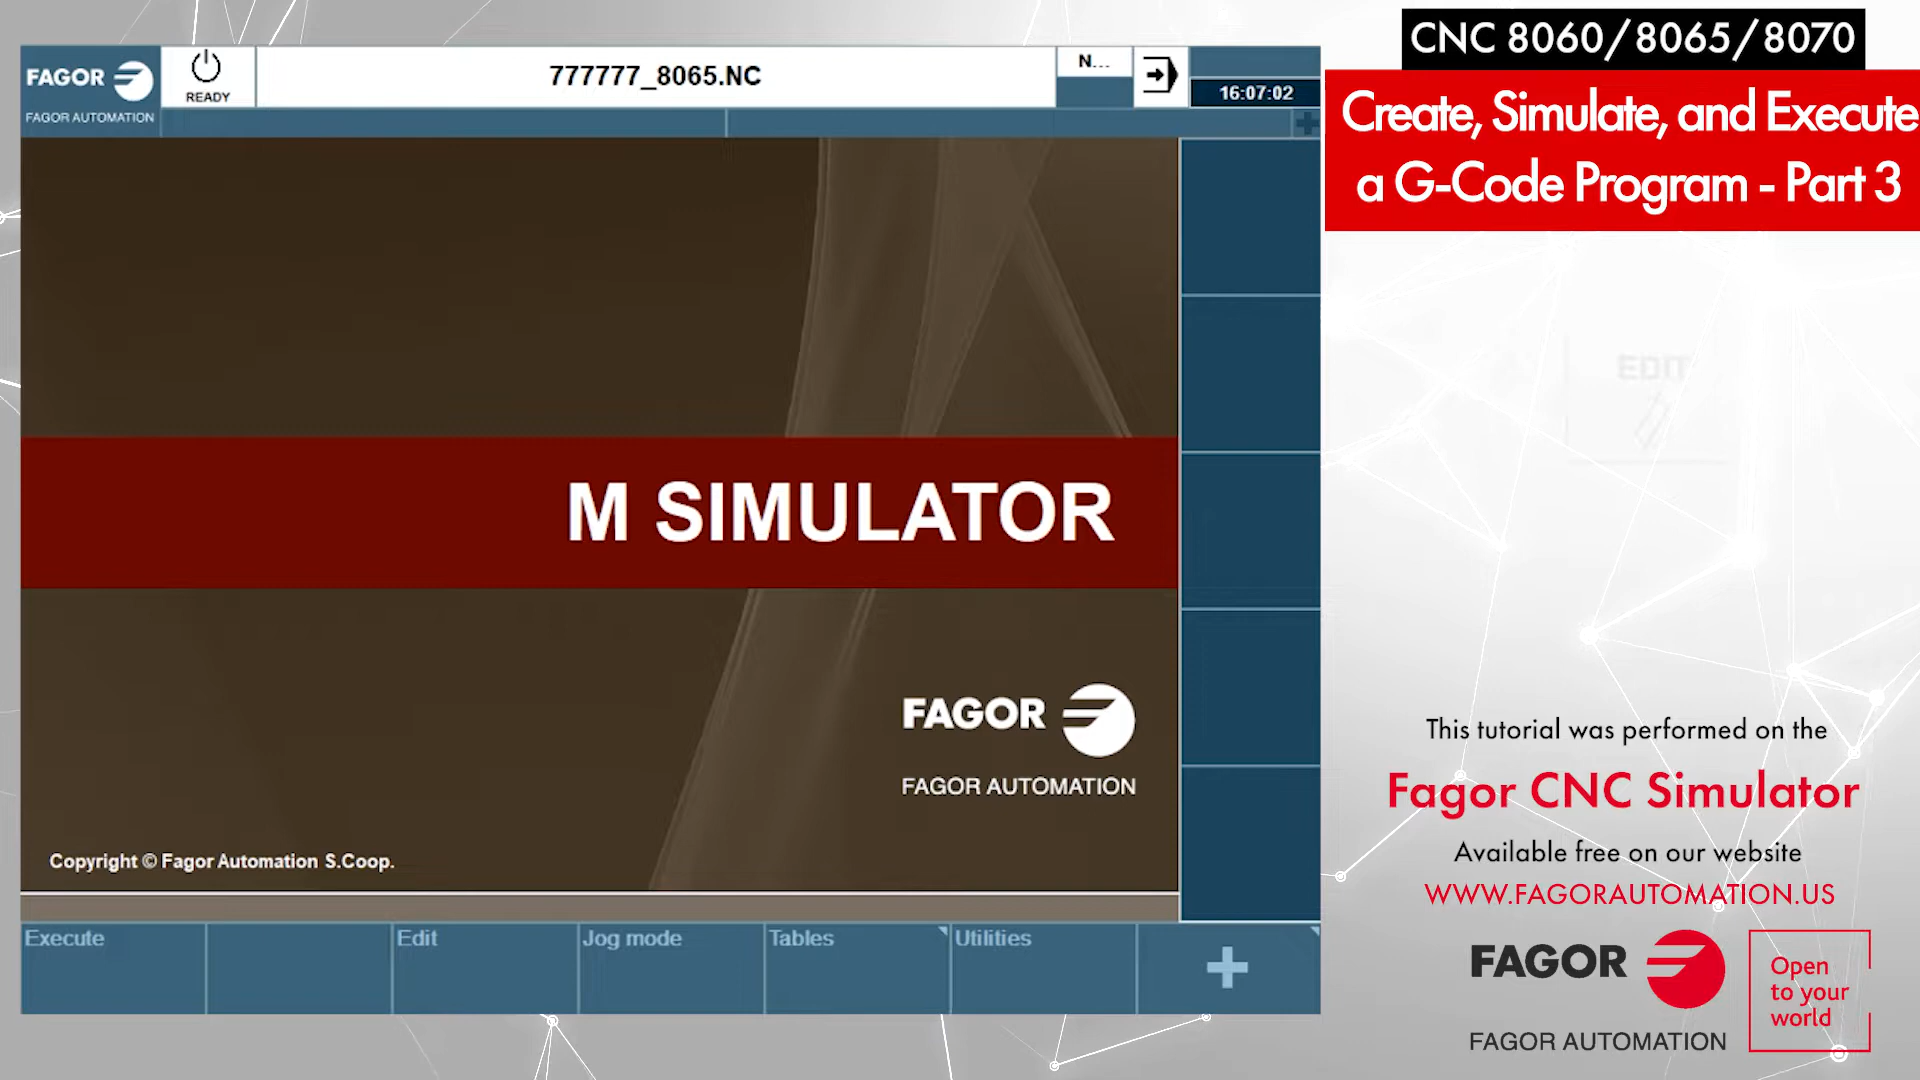 FAGOR
FAGOR AUTOMATION
READY
777777_8065.NC
N...
16:07:02
M SIMULATOR
FAGOR
FAGOR AUTOMATION
Copyright © Fagor Automation S.Coop.
Execute
Edit
Jog mode
Tables
Utilities
CNC 8060/8065/8070
Create, Simulate, and Execute
a G-Code Program - Part 3
EDIT
This tutorial was performed on the
Fagor CNC Simulator
Available free on our website
WWW.FAGORAUTOMATION.US
FAGOR
FAGOR AUTOMATION
Open
to your
world